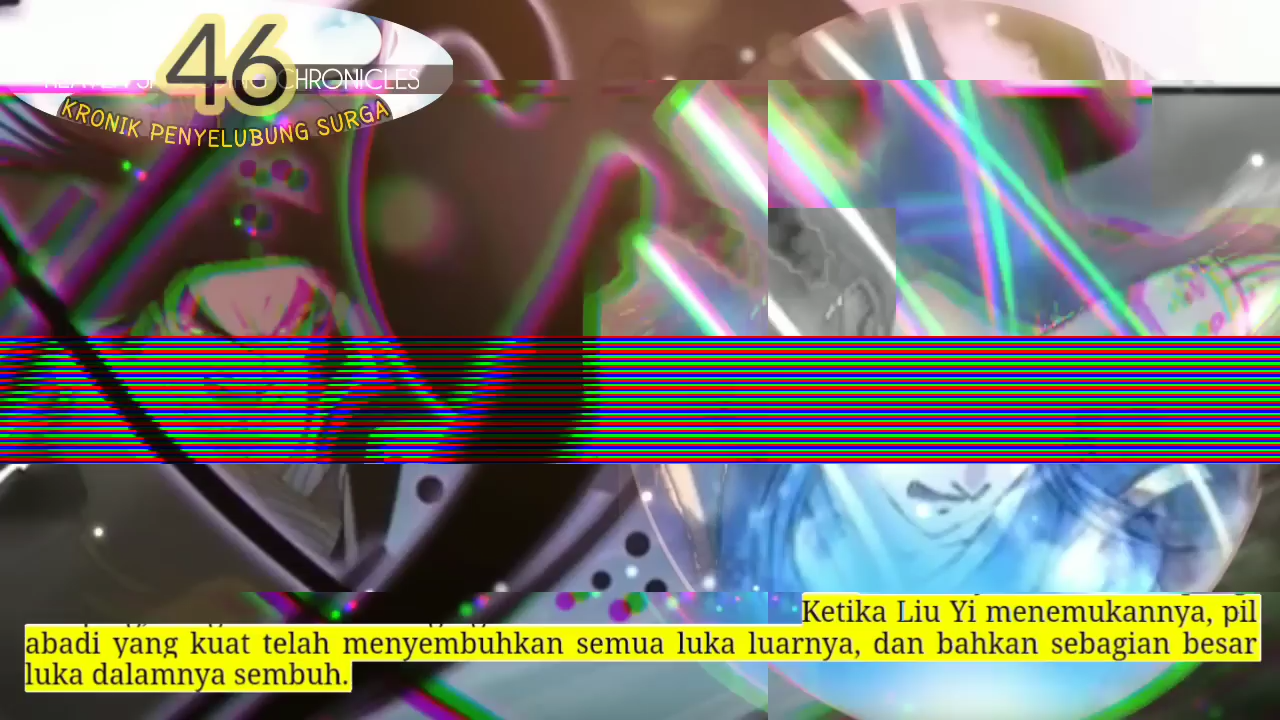 46
CHRONICLES
KRONIK PENYELUBUNG SURGA
Ketika Liu Yi menemukannya, pil
abadi yang kuat telah menyembuhkan semua luka luarnya, dan bahkan sebagian besar
luka dalamnya sembuh.